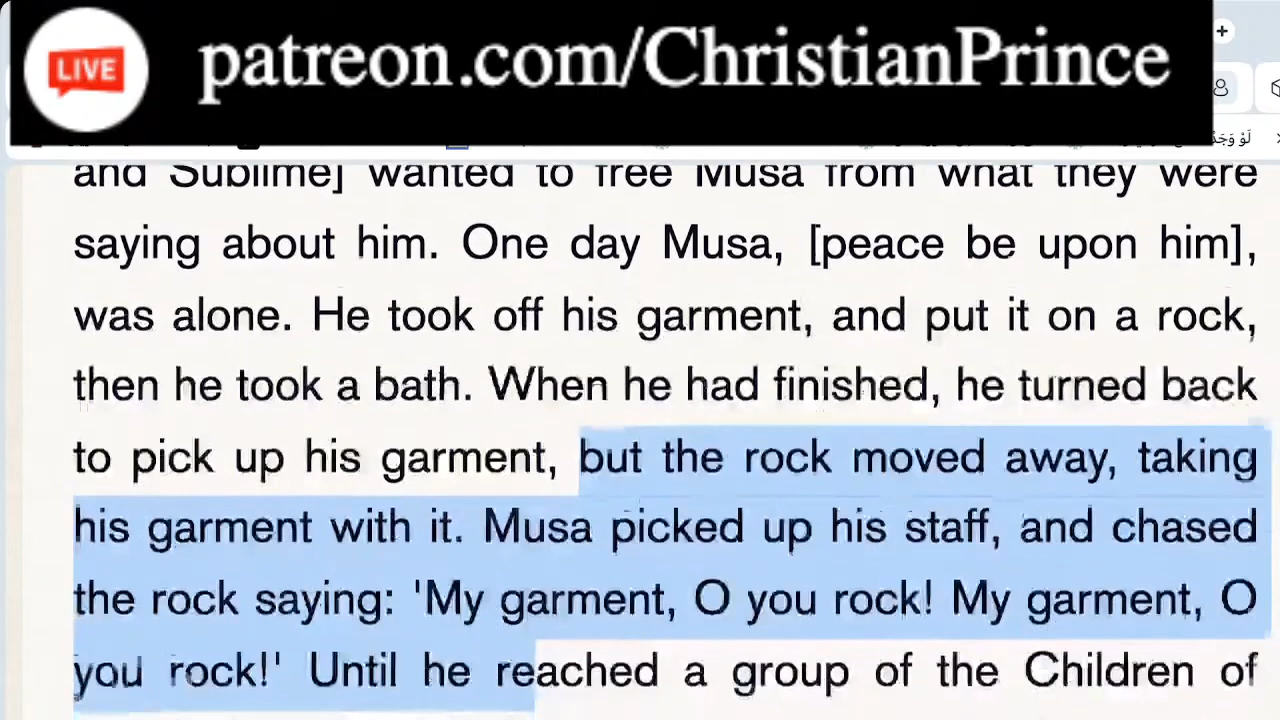 LIVE
patreon.com/ChristianPrince
لَوْ وَجَدْ
and Sublime] wanted to free Musa from what they were
saying about him. One day Musa, [peace be upon him],
was alone. He took off his garment, and put it on a rock,
then he took a bath. When he had finished, he turned back
to pick up his garment, but the rock moved away, taking
his garment with it. Musa picked up his staff, and chased
the rock saying: 'My garment, O you rock! My garment, O
you rock!' Until he reached a group of the Children of